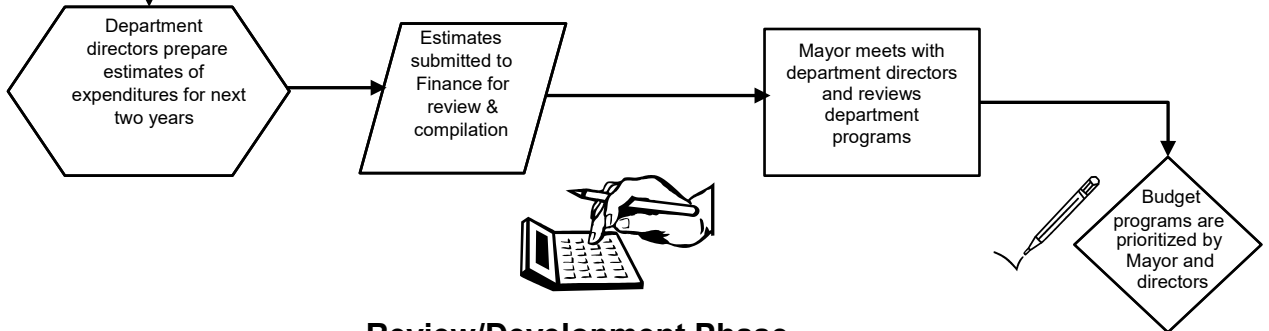 Department
directors prepare
estimates of
expenditures for next
two years
Estimates
submitted to
Finance for
review &
compilation
Mayor meets with
department directors
and reviews
department
programs
Budget
programs are
prioritized by
Mayor and
directors
Review/Development Phase